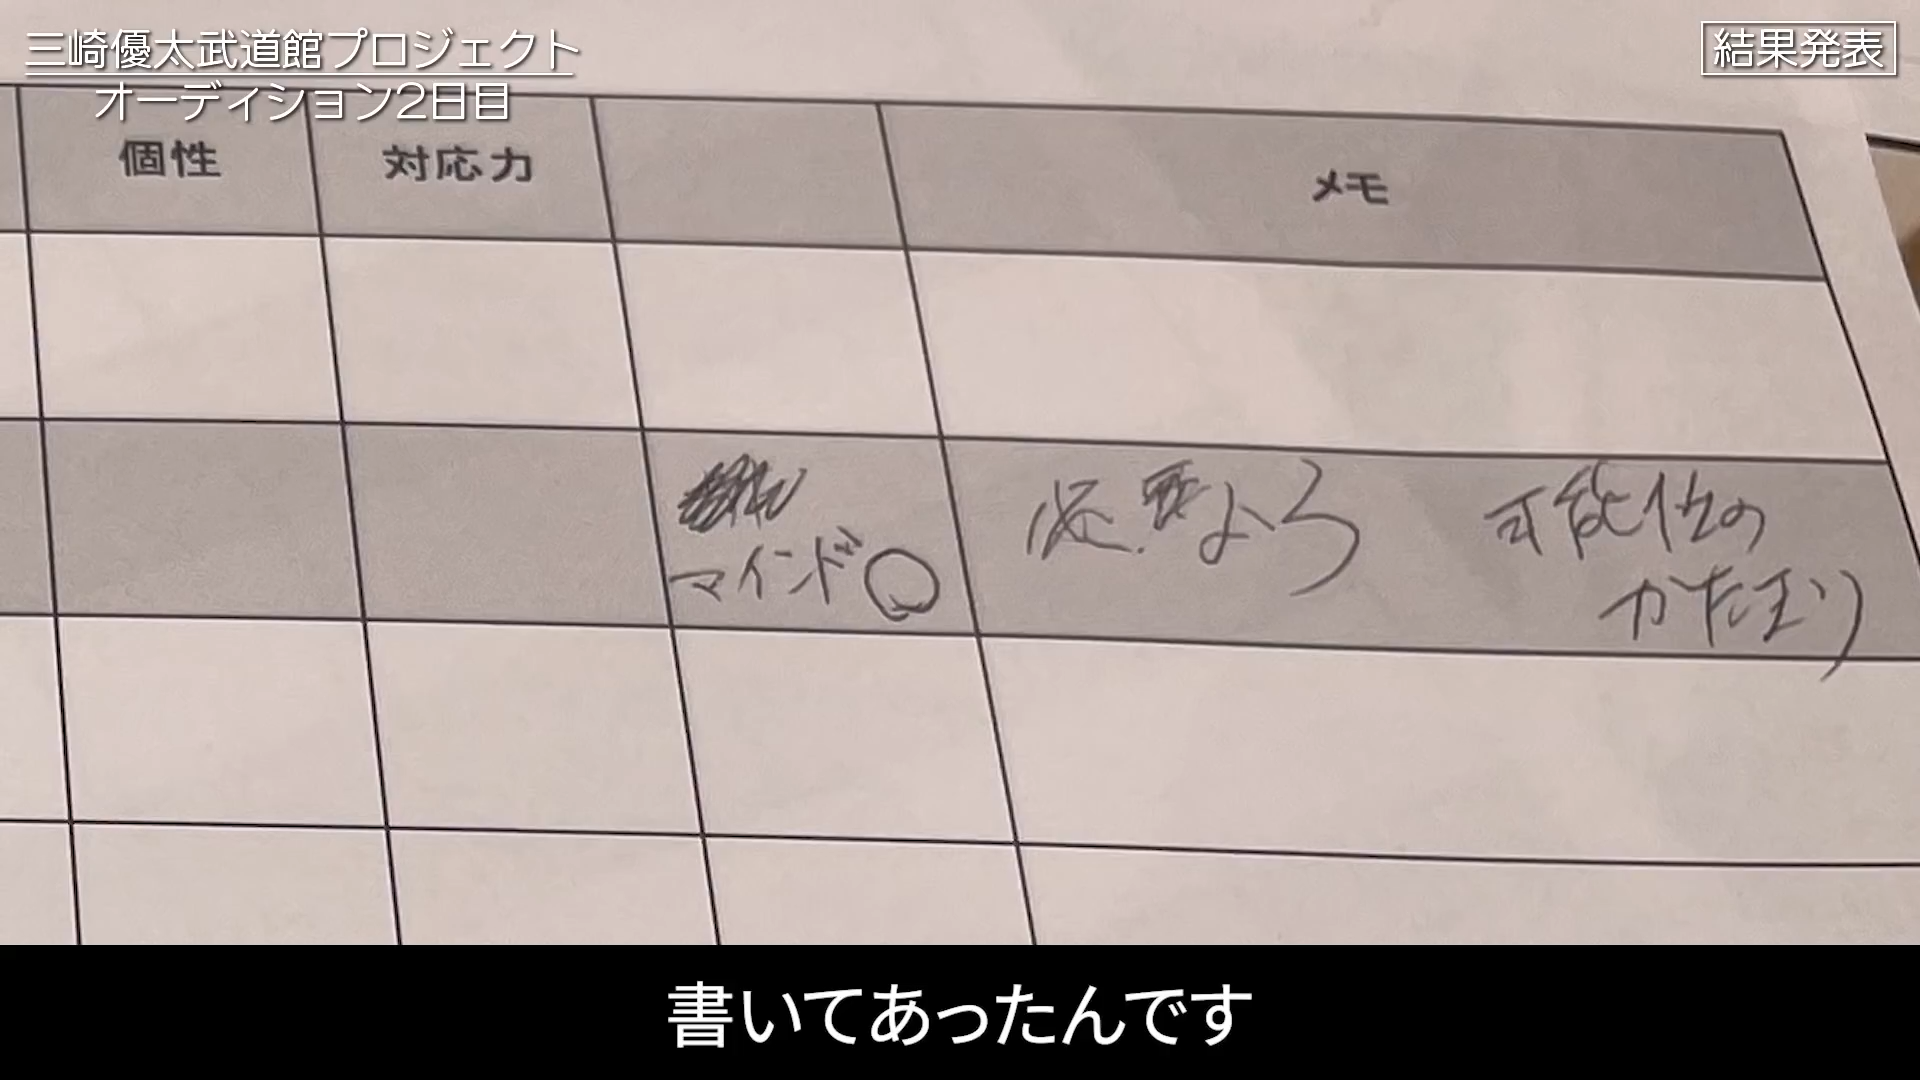 三崎優太武道館プロジェクト
オーディション2日目
結果発表
個性
対応力
メモ
マインド○
必要なら
可能性の
かたまり
書いてあったんです